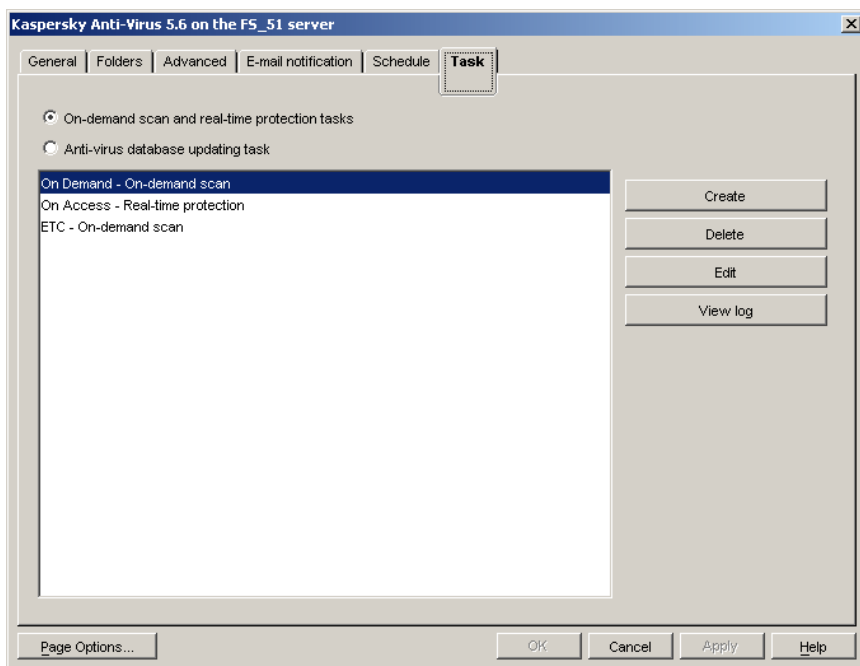 Kaspersky Anti-Virus 5.6 on the FS_51 server
General Folders Advanced E-mail notification Schedule Task
On-demand scan and real-time protection tasks
Anti-virus database updating task
On Demand - On-demand scan
On Access - Real-time protection
ETC - On-demand scan
Create
Delete
Edit
View log
Page Options... OK Cancel Apply Help